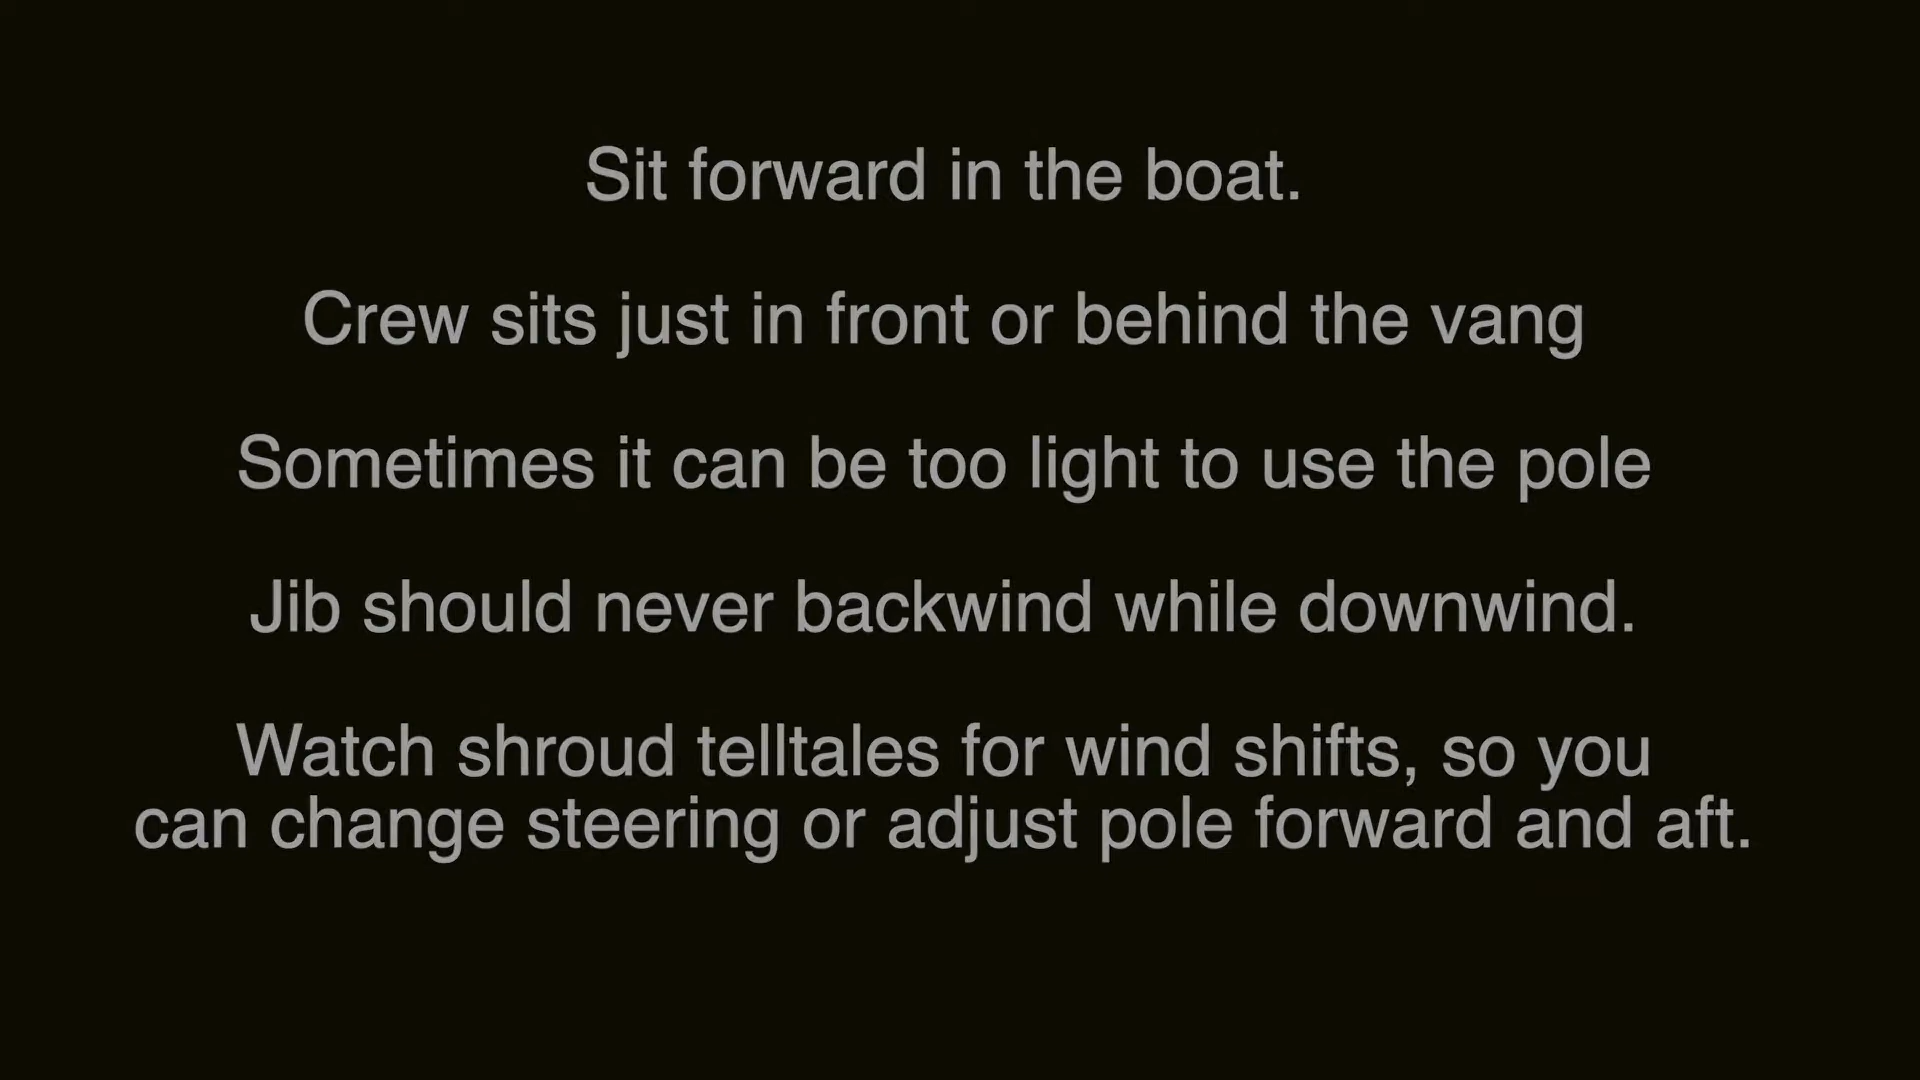 Sit forward in the boat.
Crew sits just in front or behind the vang
Sometimes it can be too light to use the pole
Jib should never backwind while downwind.
Watch shroud telltales for wind shifts, so you
can change steering or adjust pole forward and aft.